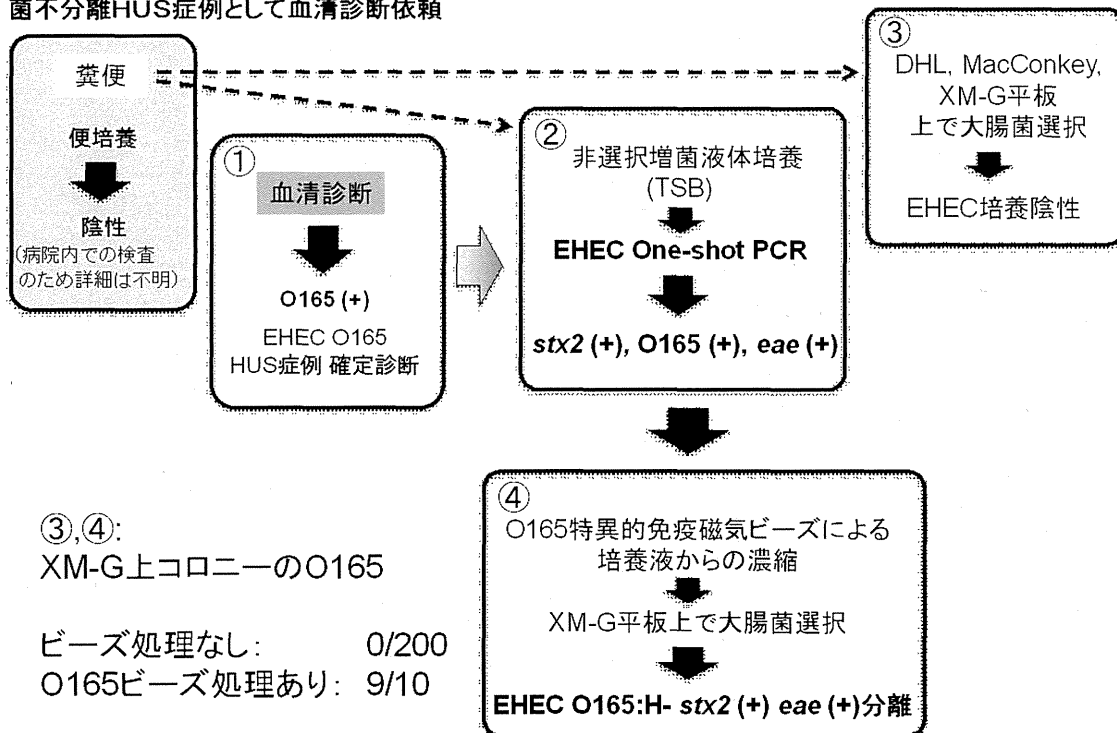 菌不分離HUS症例として血清診断依頼
糞便
便培養
陰性
(病院内での検査
のため詳細は不明)
①
血清診断
O165 (+)
EHEC O165
HUS症例 確定診断
②
非選択増菌液体培養
(TSB)
EHEC One-shot PCR
stx2 (+), O165 (+), eae (+)
③
DHL, MacConkey,
XM-G平板
上で大腸菌選択
EHEC培養陰性
④
O165特異的免疫磁気ビーズによる
培養液からの濃縮
XM-G平板上で大腸菌選択
EHEC O165:H- stx2 (+) eae (+)分離
③,④:
XM-G上コロニーのO165
ビーズ処理なし: 0/200
O165ビーズ処理あり: 9/10